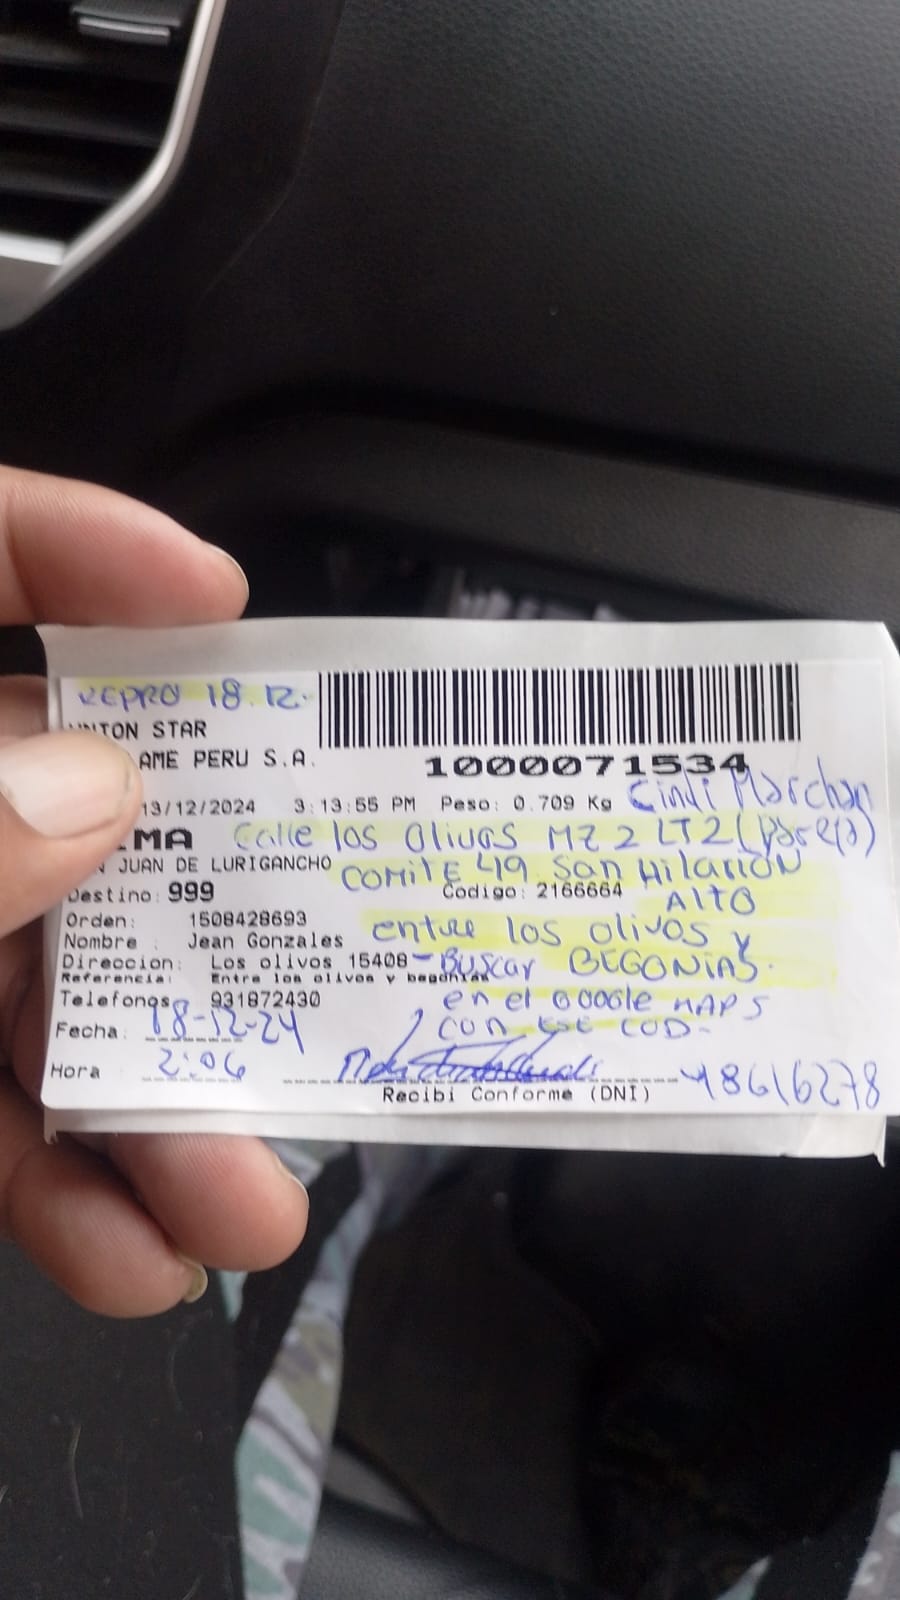 REPRO 18.12.
UNION STAR
AME PERU S.A.
1000071534
13/12/2024 3:13:55 PM Peso: 0.709 Kg Cindi Marchan
LIMA Calle los olivos MZ 2 LT2 (
JUAN DE LURIGANCHO COMITE 49 San Hilarion
Destino: 999 Codigo: 2166664 ALTO
Orden: 1508428693
entre los olivos y
Nombre : Jean Gonzales
Direccion: Los olivos 15408 - BUSCAR BEGONIAS.
Referencia: Entre los olivos y begonias
Telefonos 931872430 en el GOOGLE MAPS
CON ESE COD-
Fecha: 18-12-24
Hora 2:06
48616278
Recibi Conforme (DNI)